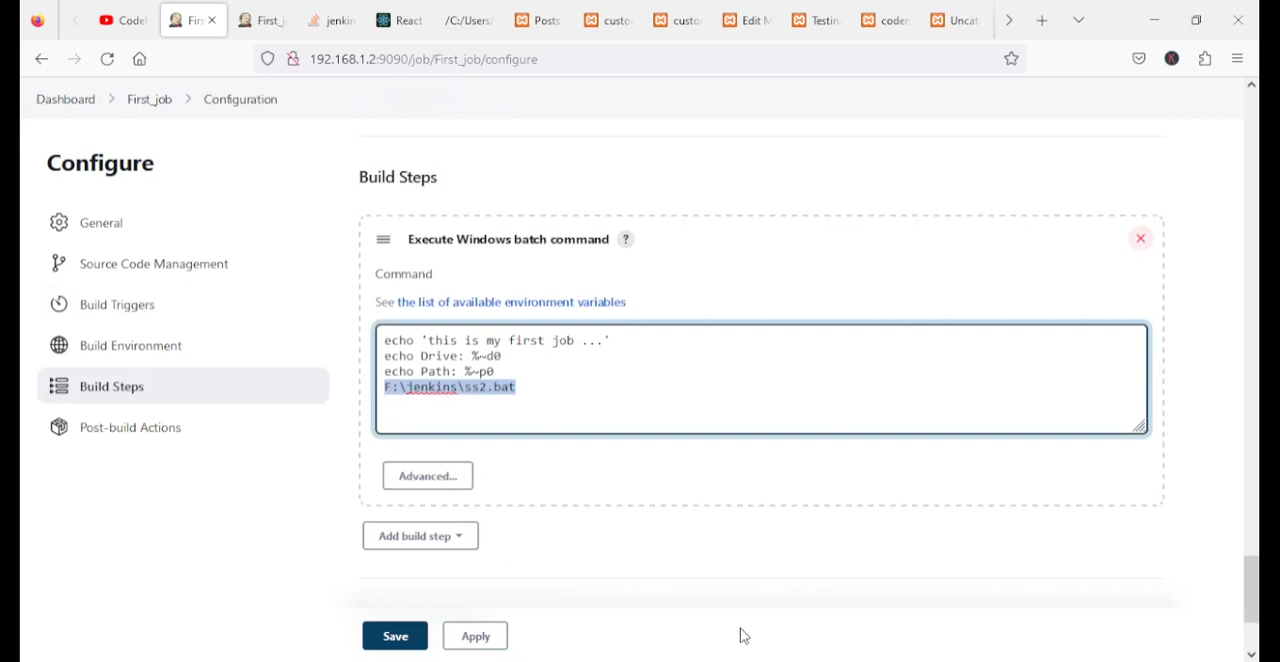 CodeI
Firs
First_j
jenkin
React
/C:/Users/
Posts
custo
custo
Edit M
Testin
coder
Uncat
192.168.1.2:9090/job/First_job/configure
K
Dashboard > First_job > Configuration
Configure
General
Source Code Management
Build Triggers
Build Environment
Build Steps
Post-build Actions
Build Steps
Execute Windows batch command ?
Command
See the list of available environment variables
echo 'this is my first job ...'
echo Drive: %~d0
echo Path: %~p0
F:\jenkins\ss2.bat
Advanced...
Add build step
Save
Apply